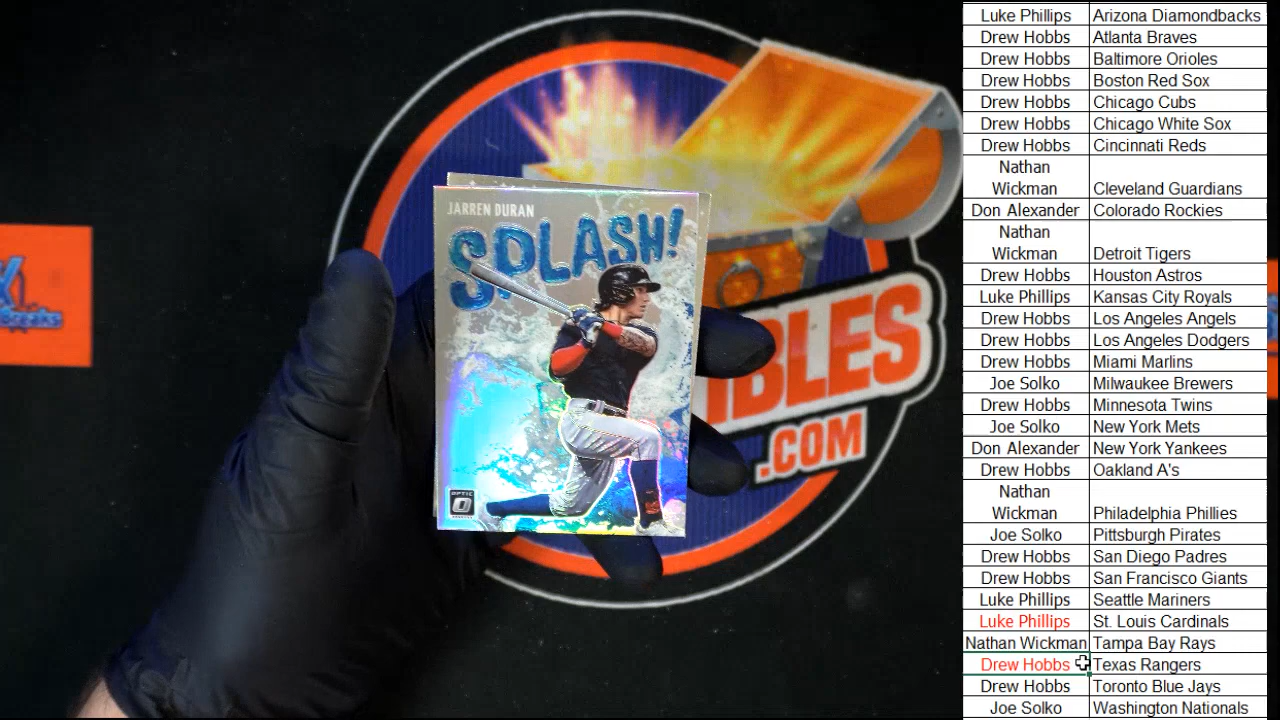 JARREN DURAN
SPLASH!
OPTIC
Breaks
IBLES
.COM
Luke Phillips Arizona Diamondbacks
Drew Hobbs Atlanta Braves
Drew Hobbs Baltimore Orioles
Drew Hobbs Boston Red Sox
Drew Hobbs Chicago Cubs
Drew Hobbs Chicago White Sox
Drew Hobbs Cincinnati Reds
Nathan
Wickman Cleveland Guardians
Don Alexander Colorado Rockies
Nathan
Wickman Detroit Tigers
Drew Hobbs Houston Astros
Luke Phillips Kansas City Royals
Drew Hobbs Los Angeles Angels
Drew Hobbs Los Angeles Dodgers
Drew Hobbs Miami Marlins
Joe Solko Milwaukee Brewers
Drew Hobbs Minnesota Twins
Joe Solko New York Mets
Don Alexander New York Yankees
Drew Hobbs Oakland A's
Nathan
Wickman Philadelphia Phillies
Joe Solko Pittsburgh Pirates
Drew Hobbs San Diego Padres
Drew Hobbs San Francisco Giants
Luke Phillips Seattle Mariners
Luke Phillips St. Louis Cardinals
Nathan Wickman Tampa Bay Rays
Drew Hobbs Texas Rangers
Drew Hobbs Toronto Blue Jays
Joe Solko Washington Nationals